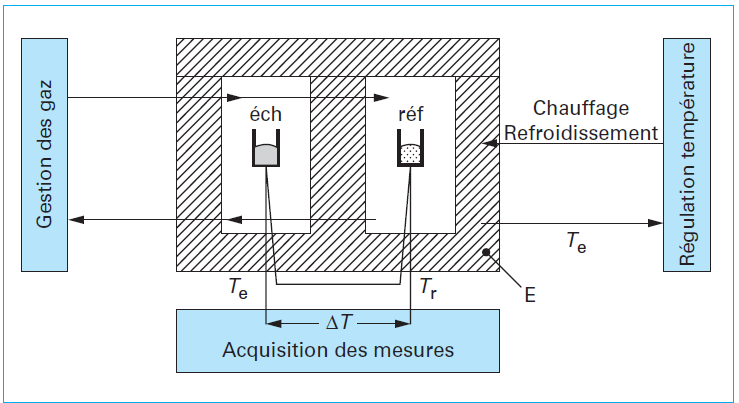 Gestion des gaz
éch
réf
Chauffage
Refroidissement
Régulation température
Te
E
Te
Tr
ΔT
Acquisition des mesures